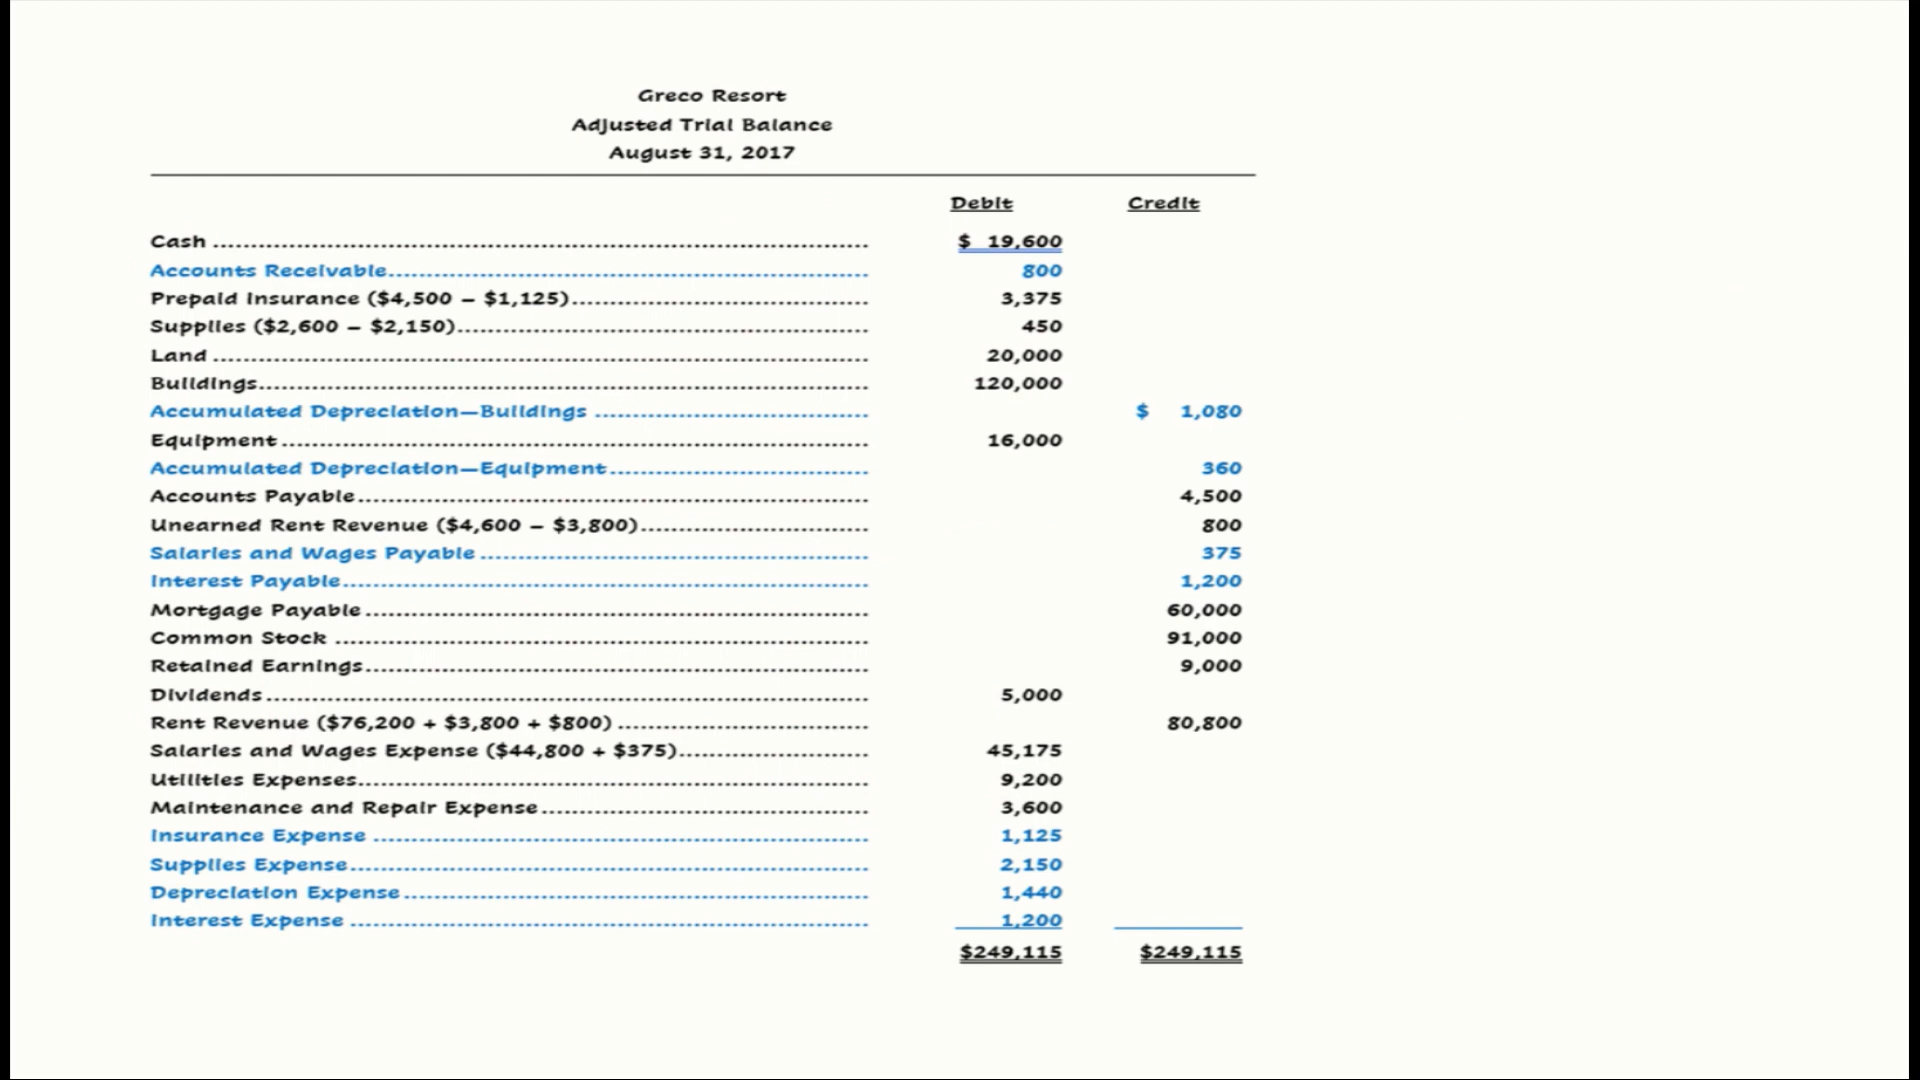 Greco Resort
Adjusted Trial Balance
August 31, 2017
Debit Credit
Cash ........ $ 19,600
Accounts Receivable........ 800
Prepaid Insurance ($4,500 – $1,125)........ 3,375
Supplies ($2,600 – $2,150)........ 450
Land ........ 20,000
Buildings........ 120,000
Accumulated Depreciation—Buildings ........ $ 1,080
Equipment ........ 16,000
Accumulated Depreciation—Equipment........ 360
Accounts Payable........ 4,500
Unearned Rent Revenue ($4,600 – $3,800)........ 800
Salaries and Wages Payable ........ 375
Interest Payable........ 1,200
Mortgage Payable ........ 60,000
Common Stock ........ 91,000
Retained Earnings........ 9,000
Dividends ........ 5,000
Rent Revenue ($76,200 + $3,800 + $800) ........ 80,800
Salaries and Wages Expense ($44,800 + $375)........ 45,175
Utilities Expenses........ 9,200
Maintenance and Repair Expense........ 3,600
Insurance Expense ........ 1,125
Supplies Expense........ 2,150
Depreciation Expense ........ 1,440
Interest Expense ........ 1,200
$249,115 $249,115